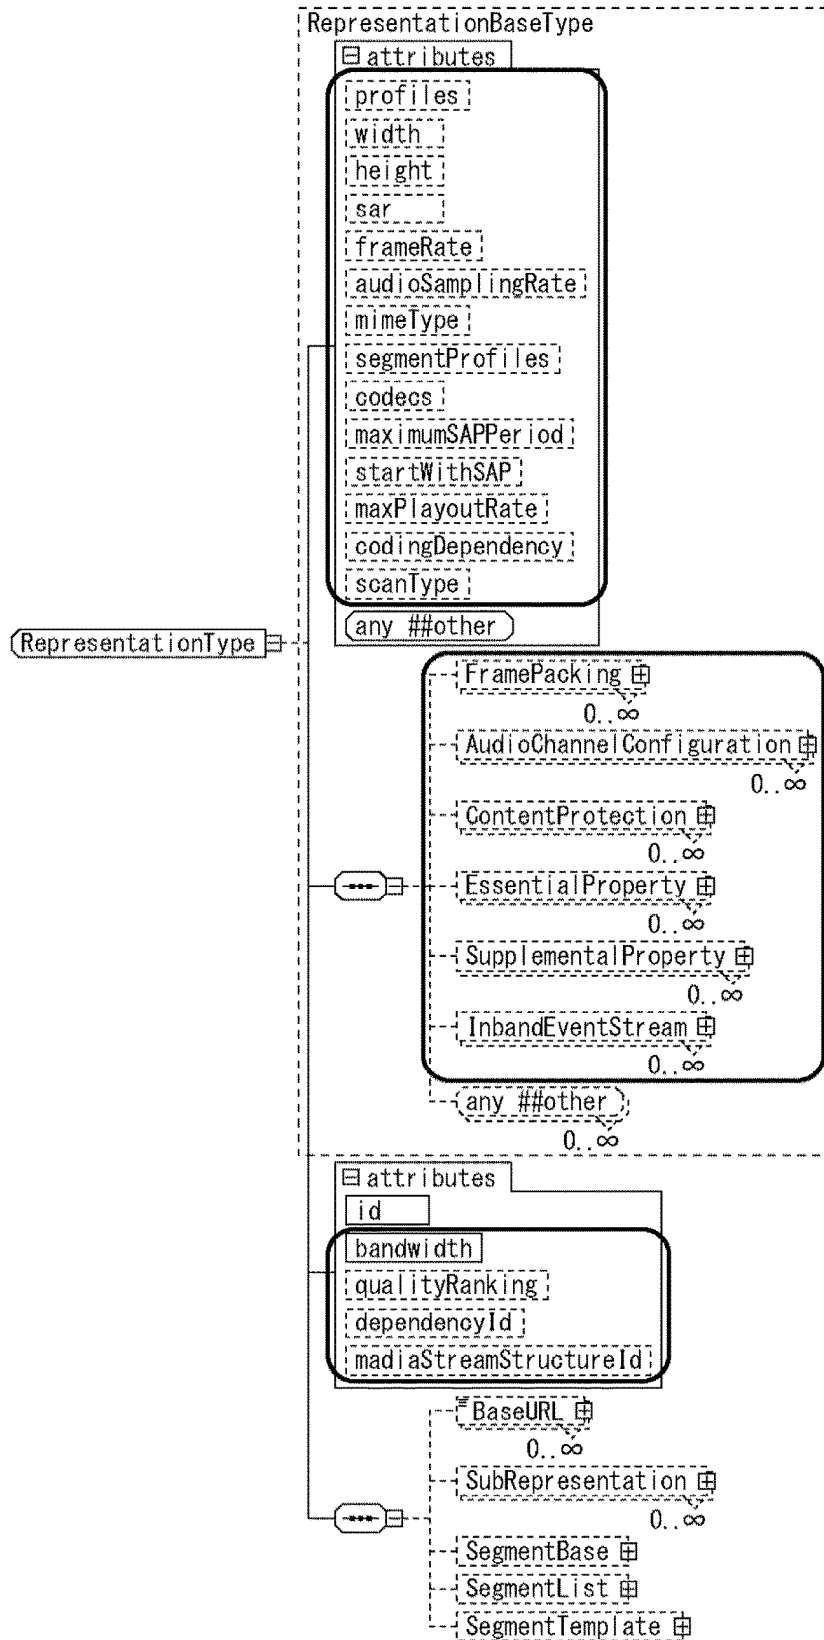 RepresentationBaseType
attributes
profiles
width
height
sar
frameRate
audioSamplingRate
mimeType
segmentProfiles
codecs
maximumSAPPeriod
startWithSAP
maxPlayoutRate
codingDependency
scanType
any ##other
RepresentationType
FramePacking
0..∞
AudioChannelConfiguration
0..∞
ContentProtection
0..∞
EssentialProperty
0..∞
SupplementalProperty
0..∞
InbandEventStream
0..∞
any ##other
0..∞
attributes
id
bandwidth
qualityRanking
dependencyId
madiaStreamStructureId
BaseURL
0..∞
SubRepresentation
0..∞
SegmentBase
SegmentList
SegmentTemplate